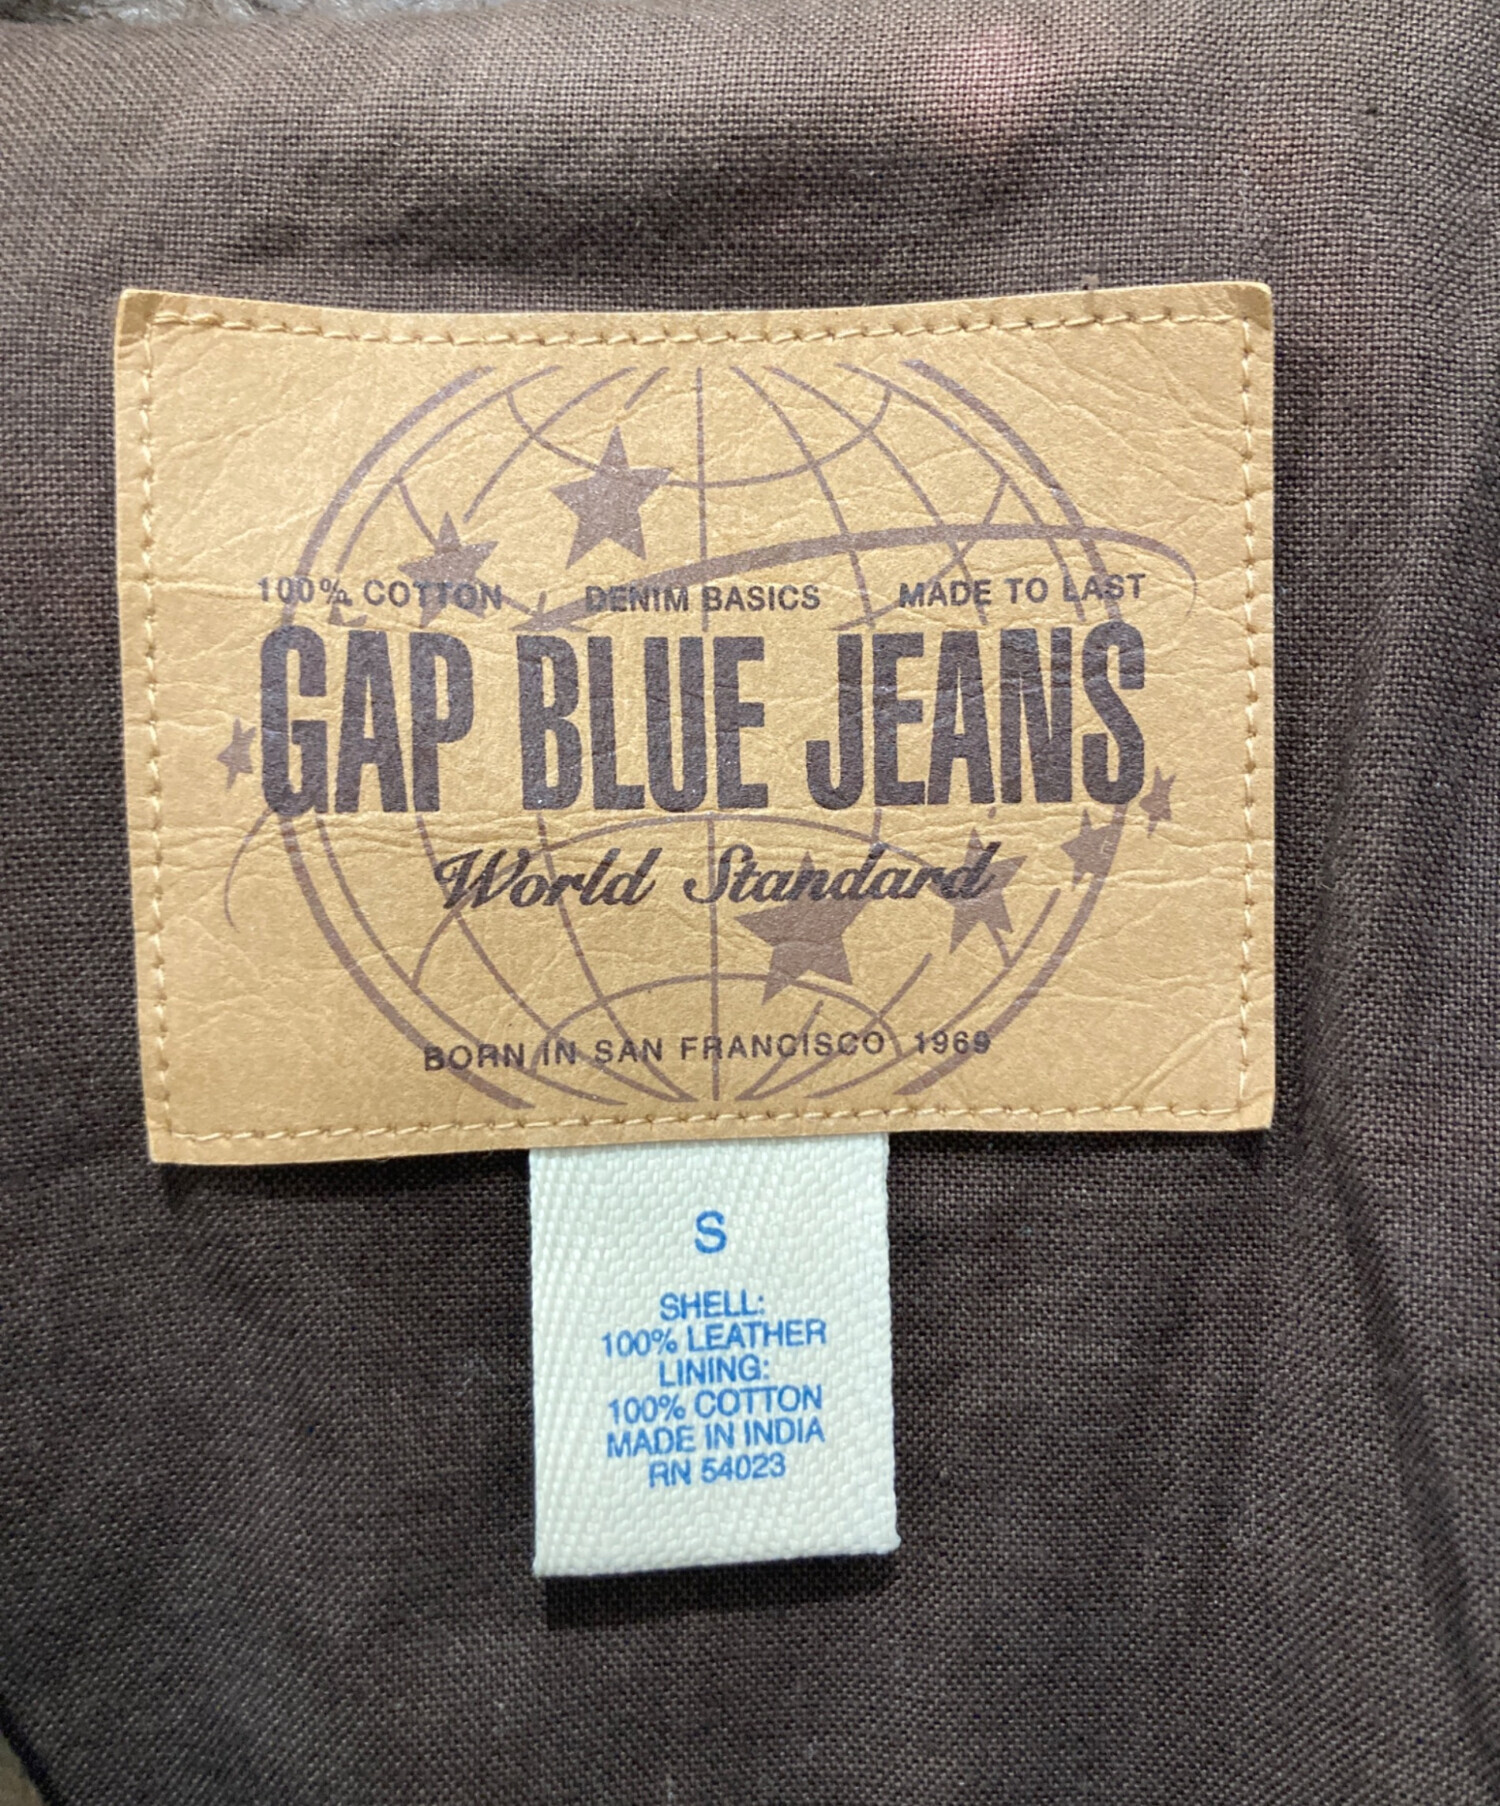 100% COTTON DENIM BASICS MADE TO LAST
GAP BLUE JEANS
World Standard
BORN IN SAN FRANCISCO 1969
S
SHELL:
100% LEATHER
LINING:
100% COTTON
MADE IN INDIA
RN 54023